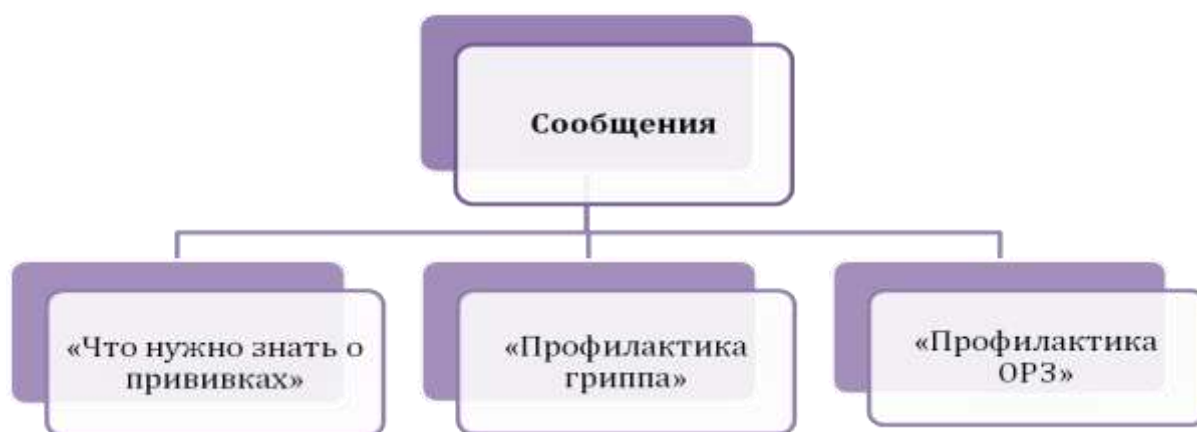 Сообщения
«Что нужно знать о
прививках»
«Профилактика
гриппа»
«Профилактика
ОРЗ»